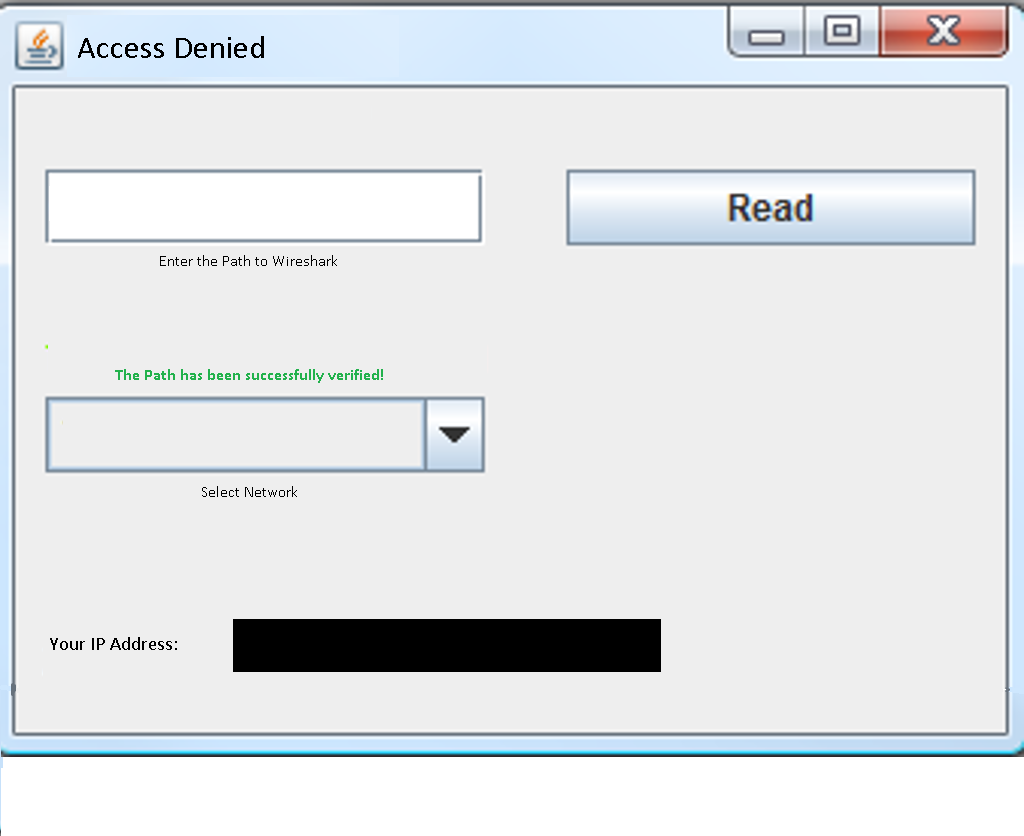 Access Denied
Read
Enter the Path to Wireshark
The Path has been successfully verified!
Select Network
Your IP Address: